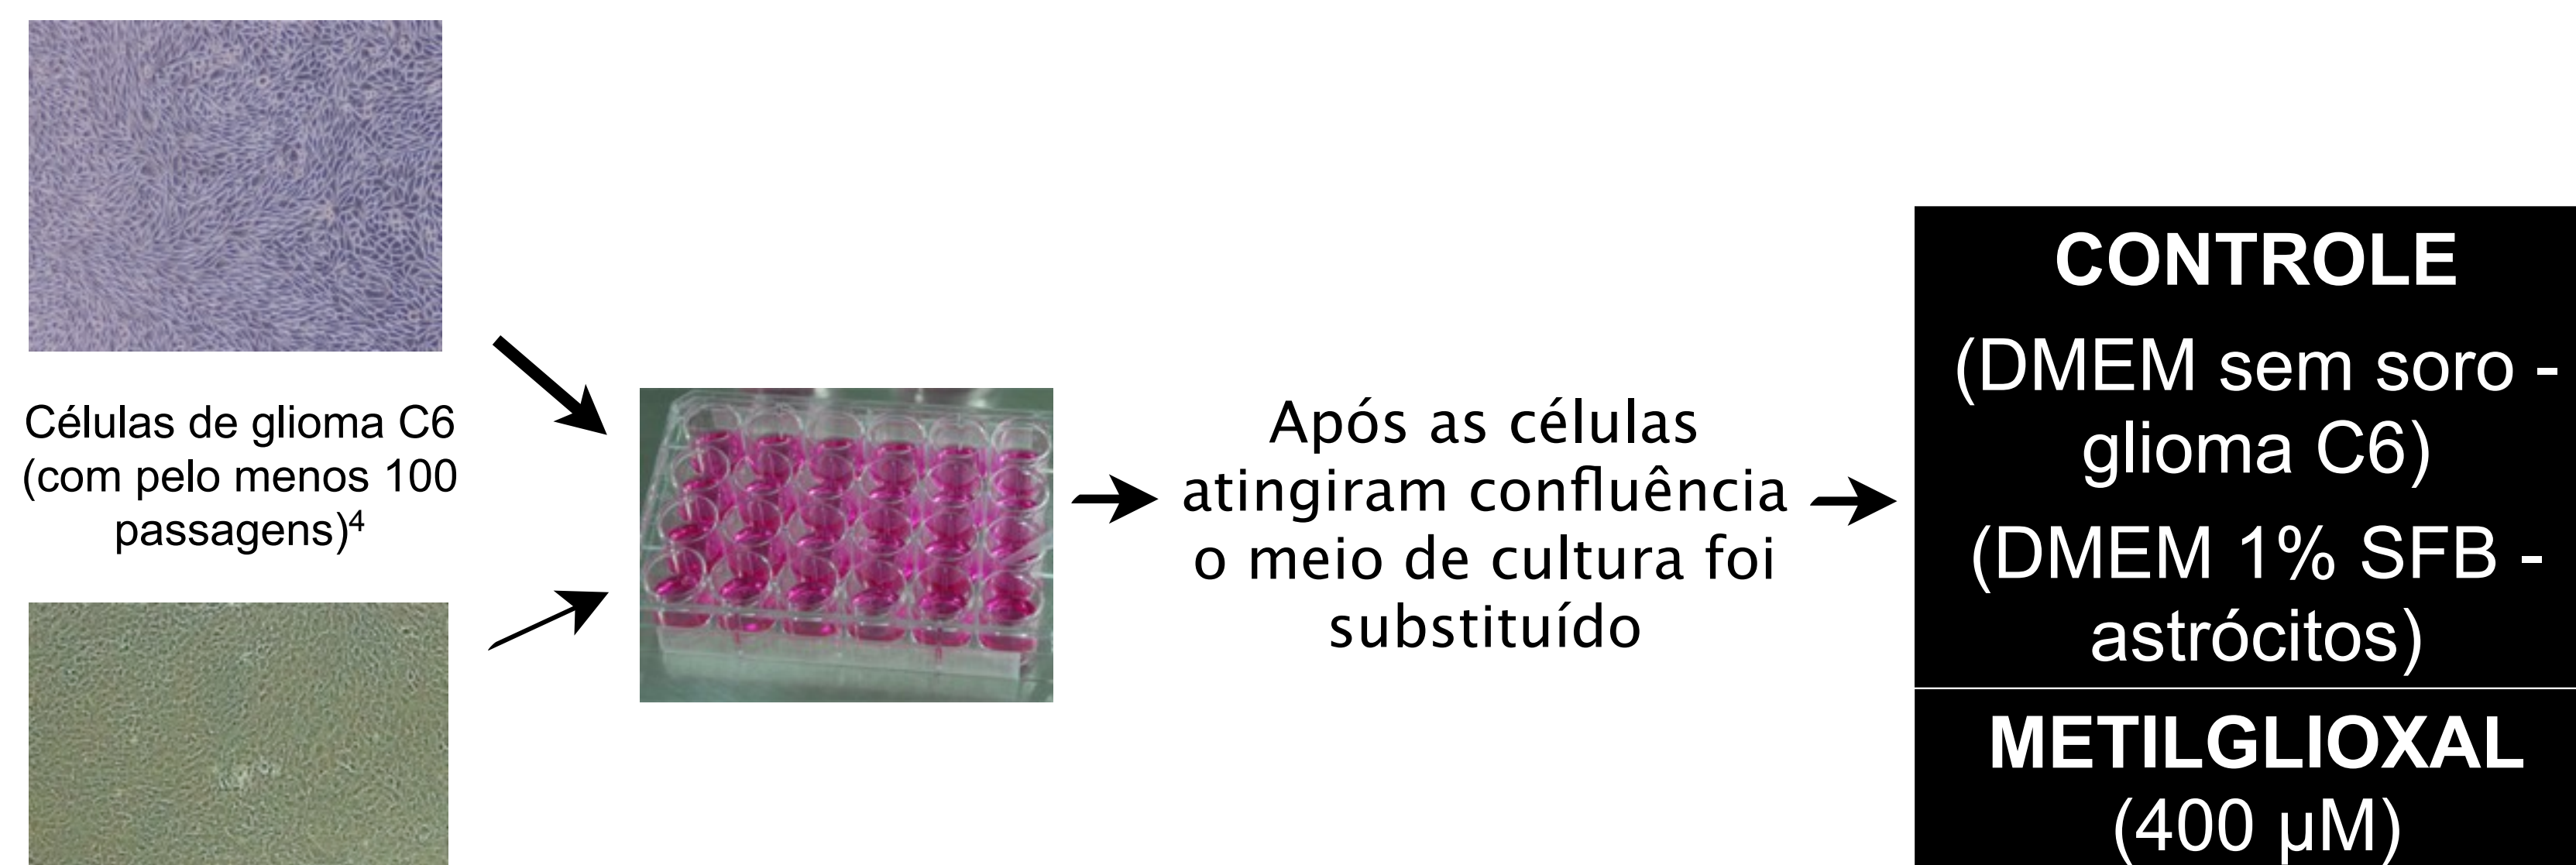 Células de glioma C6
(com pelo menos 100
passagens)⁴
Após as células
atingiram confluência
o meio de cultura foi
substituído
CONTROLE
(DMEM sem soro -
glioma C6)
(DMEM 1% SFB -
astrócitos)
METILGLIOXAL
(400 µM)